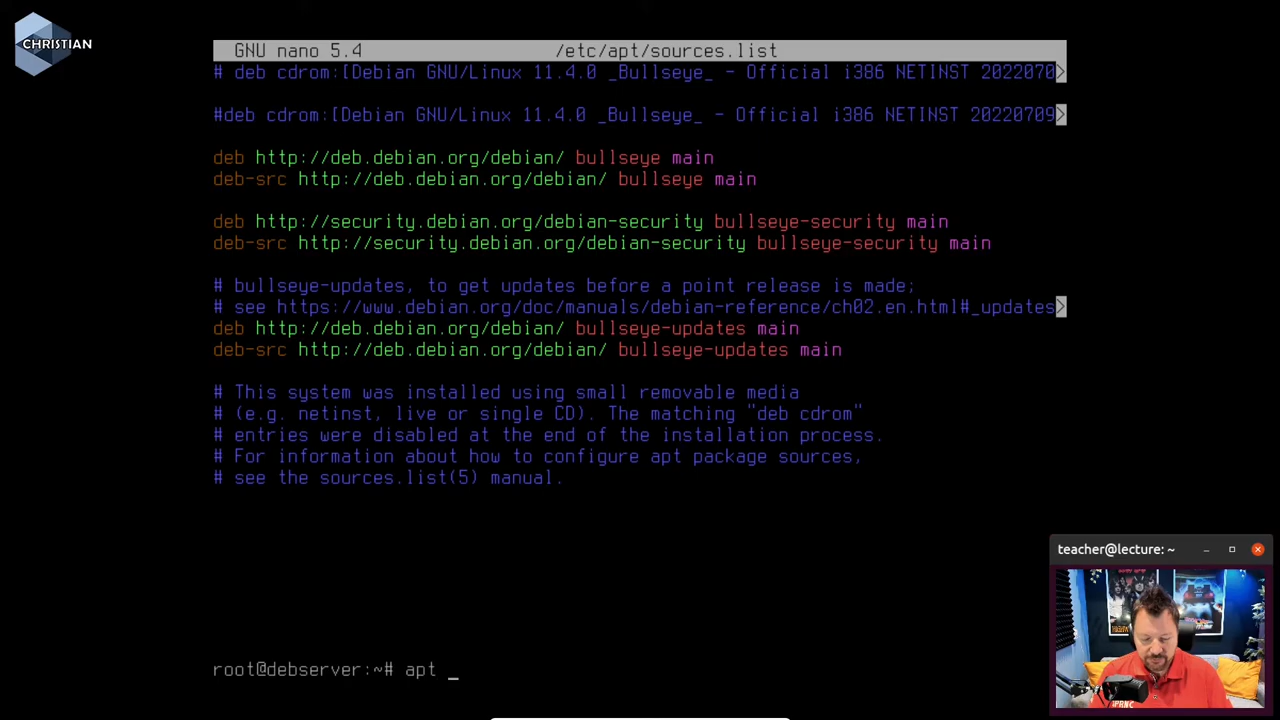 CHRISTIAN
GNU nano 5.4 /etc/apt/sources.list
# deb cdrom:[Debian GNU/Linux 11.4.0 _Bullseye_ - Official i386 NETINST 2022070>
#deb cdrom:[Debian GNU/Linux 11.4.0 _Bullseye_ - Official i386 NETINST 20220709>
deb http://deb.debian.org/debian/ bullseye main
deb-src http://deb.debian.org/debian/ bullseye main
deb http://security.debian.org/debian-security bullseye-security main
deb-src http://security.debian.org/debian-security bullseye-security main
# bullseye-updates, to get updates before a point release is made;
# see https://www.debian.org/doc/manuals/debian-reference/ch02.en.html#_updates>
deb http://deb.debian.org/debian/ bullseye-updates main
deb-src http://deb.debian.org/debian/ bullseye-updates main
# This system was installed using small removable media
# (e.g. netinst, live or single CD). The matching "deb cdrom"
# entries were disabled at the end of the installation process.
# For information about how to configure apt package sources,
# see the sources.list(5) manual.
teacher@lecture: ~
root@debserver:~# apt _